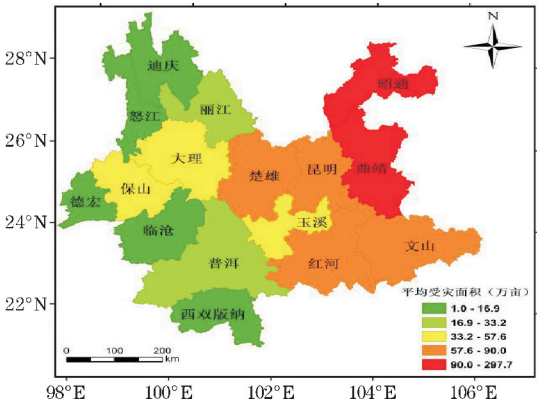 N
28°N
26°N
24°N
22°N
迪庆
昭通
怒江
丽江
大理
楚雄
昆明
曲靖
保山
德宏
临沧
玉溪
文山
普洱
红河
西双版纳
平均受灾面积（万亩）
1.0 - 16.9
16.9 - 33.2
33.2 - 57.6
57.6 - 90.0
90.0 - 297.7
0 100 200
km
98°E 100°E 102°E 104°E 106°E